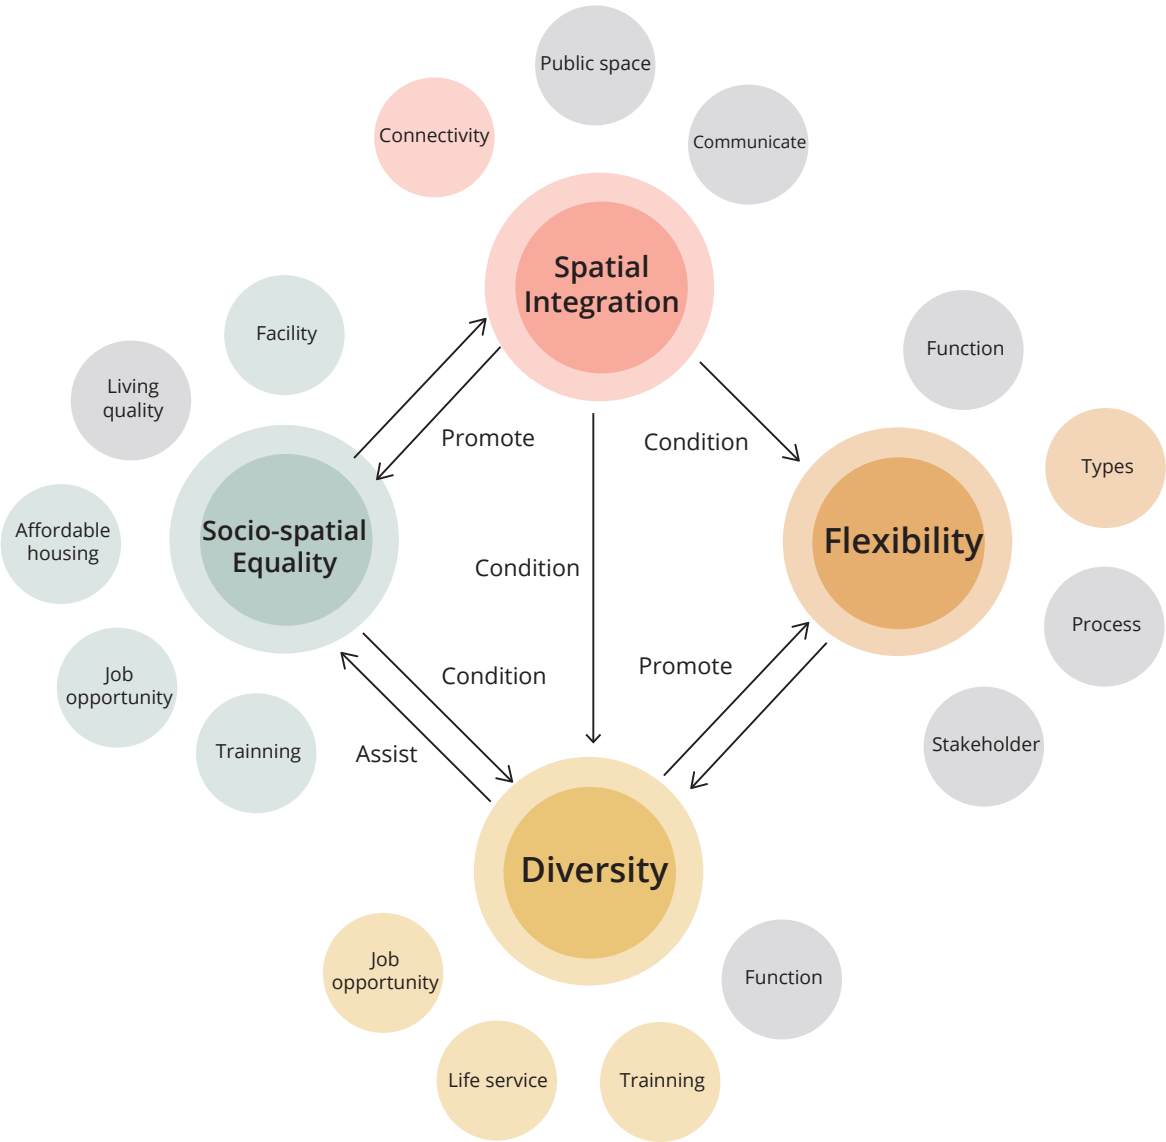 Public space
Connectivity
Communicate
Spatial
Integration
Facility
Function
Living
quality
Promote
Condition
Types
Affordable
housing
Socio-spatial
Equality
Flexibility
Condition
Process
Job
opportunity
Condition
Promote
Trainning
Assist
Stakeholder
Diversity
Job
opportunity
Function
Life service
Trainning